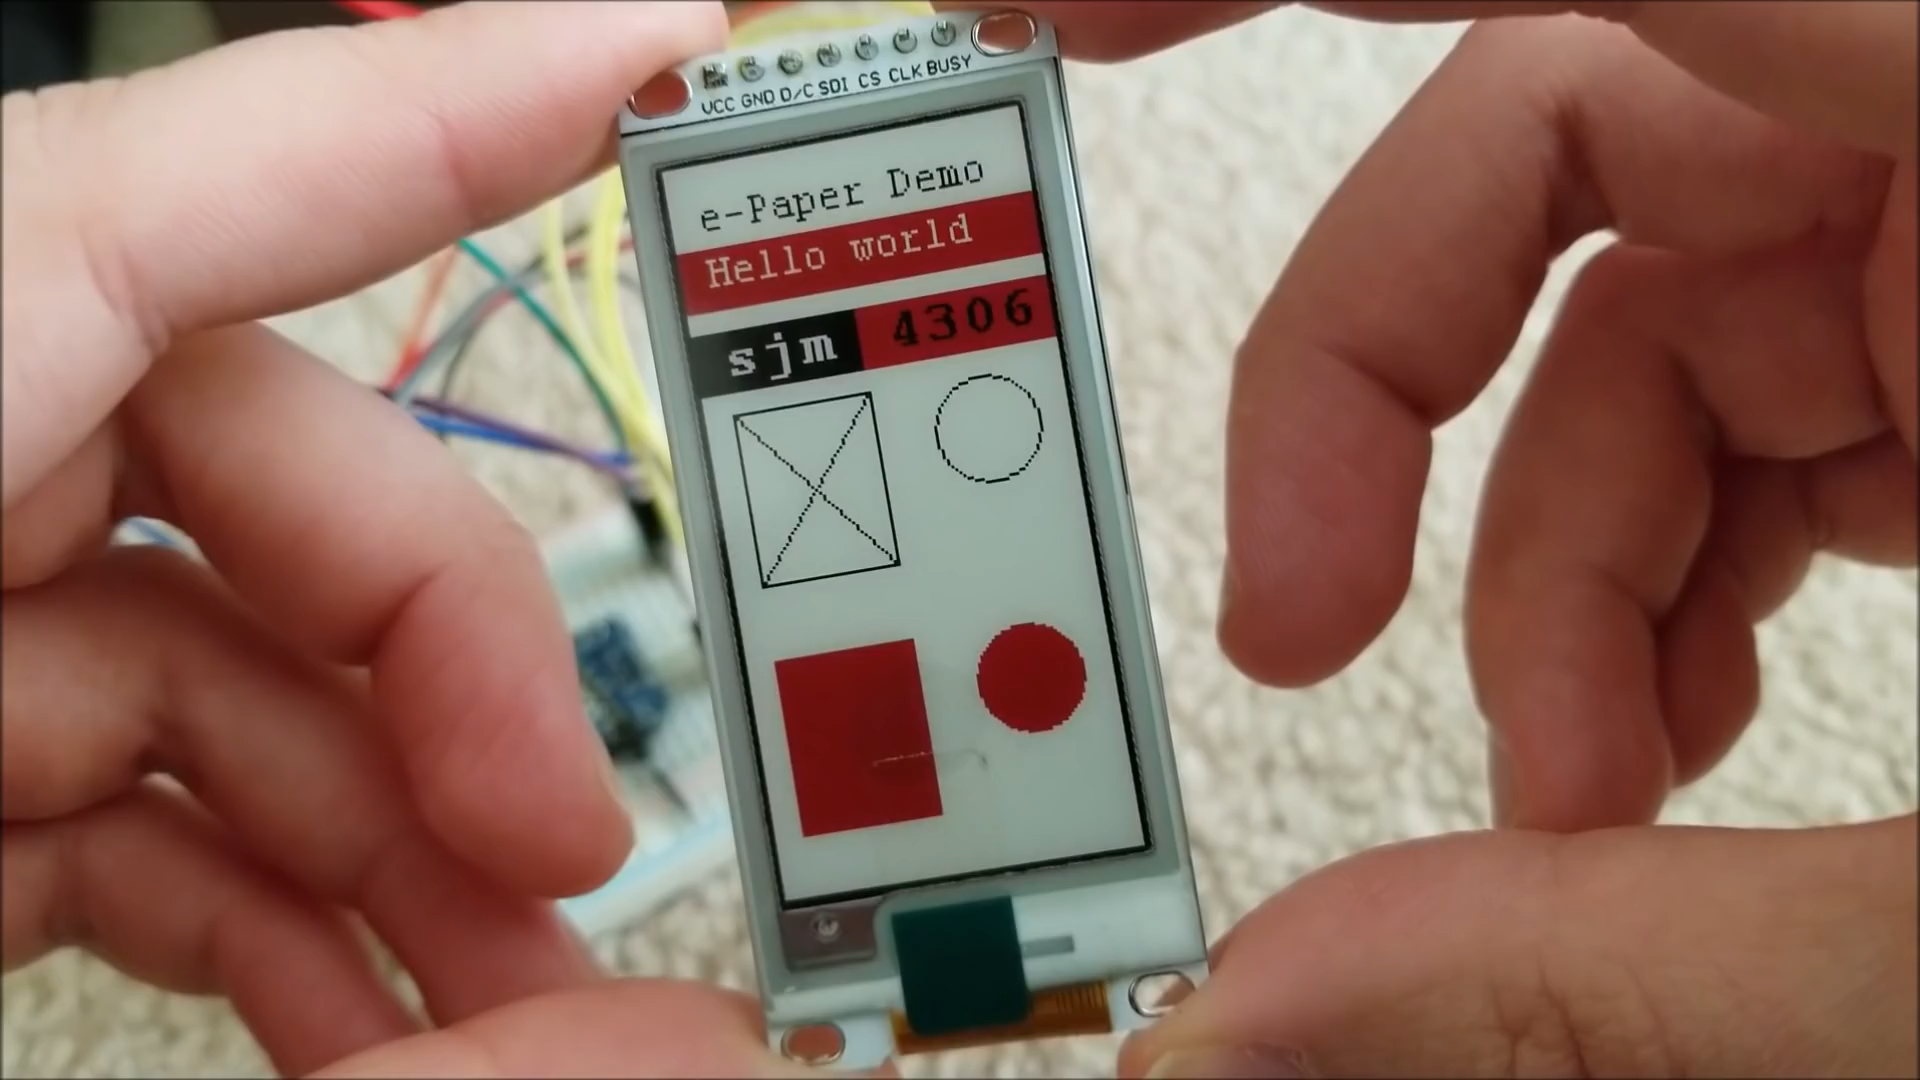 VCC GND D/C SDI CS CLK BUSY
e-Paper Demo
Hello world
sjm 4306